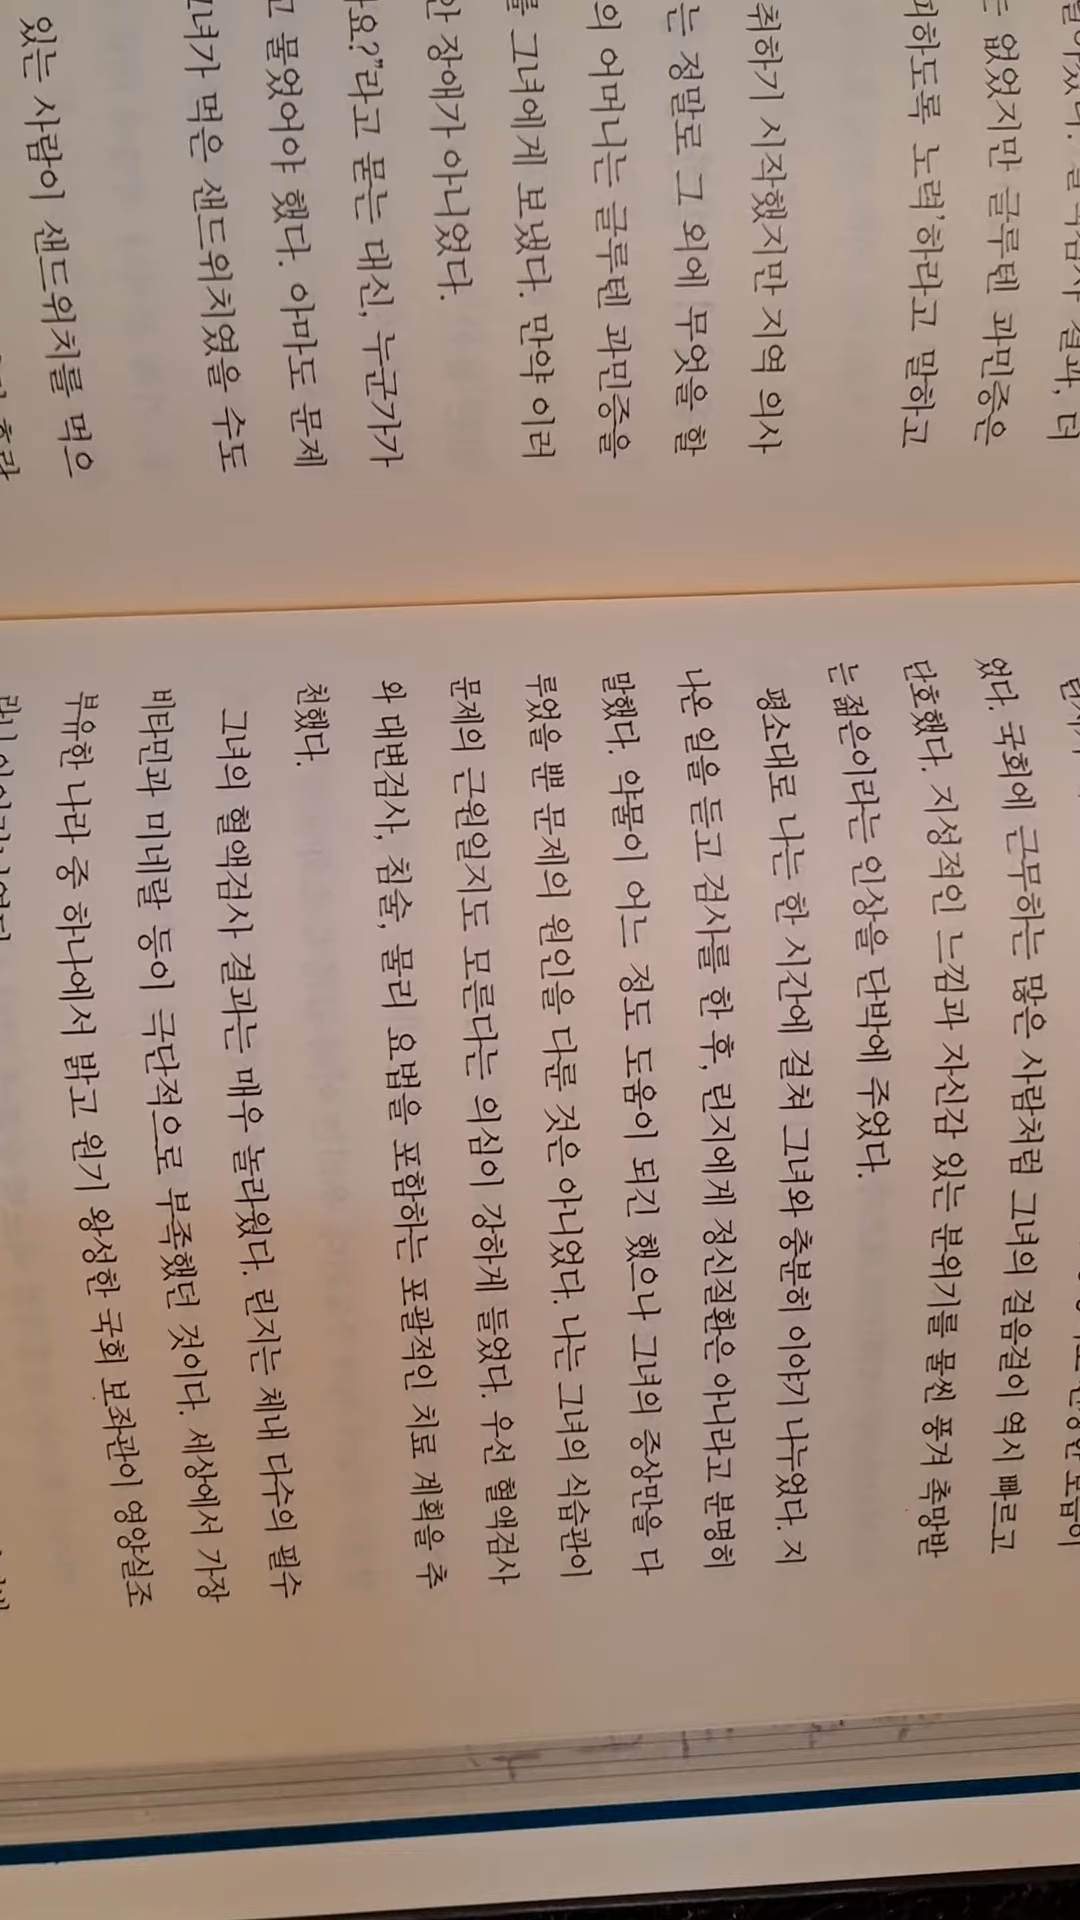 없었지만 글루텐 과민증은
피하도록 노력’하라고 말하고
취하기 시작했지만 지역 의사
는 정말로 그 외에 무엇을 할
의 어머니는 글루텐 과민증을
를 그녀에게 보냈다. 만약 이러
안 장애가 아니었다.
라고 묻는 대신, 누군가가
고 물었어야 했다. 아마도 문제
그녀가 먹은 샌드위치였을 수도
있는 사람이 샌드위치를 먹으
었다. 국회에 근무하는 많은 사람처럼 그녀의 걸음걸이 역시 빠르고
단호했다. 지성적인 느낌과 자신감 있는 분위기를 물씬 풍겨 촉망받
는 젊은이라는 인상을 단박에 주었다.
평소대로 나는 한 시간에 걸쳐 그녀와 충분히 이야기 나누었다. 지
나온 일을 듣고 검사를 한 후, 린지에게 정신질환은 아니라고 분명히
말했다. 약물이 어느 정도 도움이 되긴 했으나 그녀의 증상만을 다
루었을 뿐 문제의 원인을 다룬 것은 아니었다. 나는 그녀의 식습관이
문제의 근원일지도 모른다는 의심이 강하게 들었다. 우선 혈액검사
와 대변검사, 침술, 물리 요법을 포함하는 포괄적인 치료 계획을 추
천했다.
그녀의 혈액검사 결과는 매우 놀라웠다. 린지는 체내 다수의 필수
비타민과 미네랄 등이 극단적으로 부족했던 것이다. 세상에서 가장
부유한 나라 중 하나에서 밝고 원기 왕성한 국회 보좌관이 영양실조